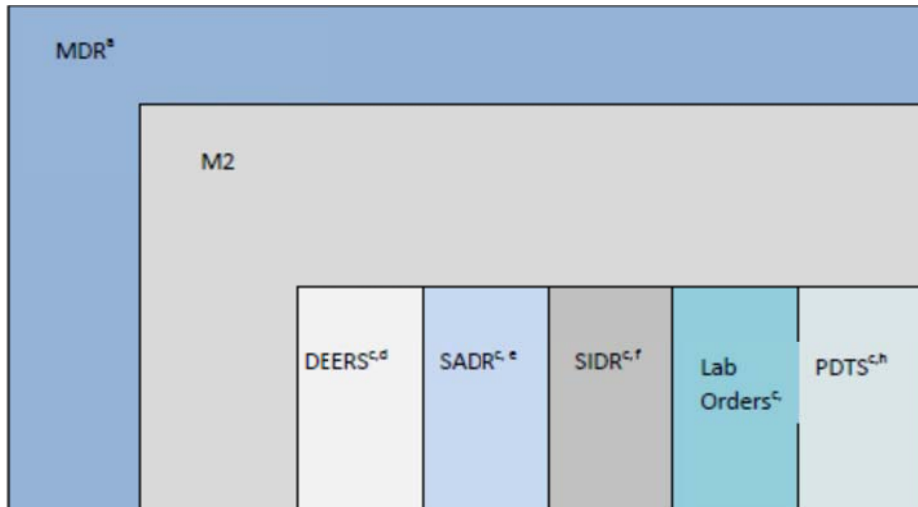 MDRᵃ
M2
DEERSᶜ,ᵈ
SADRᶜ, ᵉ
SIDRᶜ,ᶠ
Lab
Ordersᶜ,
PDTSᶜ,ʰ